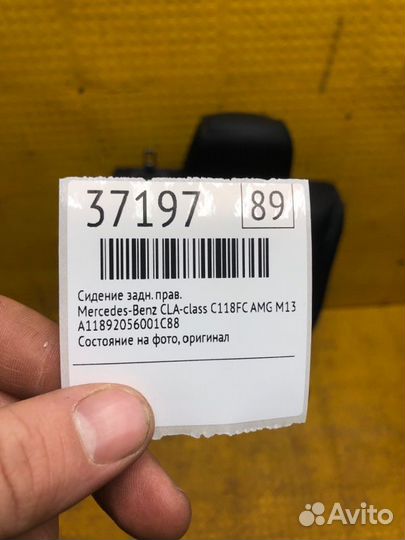 37197 89
Сидение задн. прав.
Mercedes-Benz CLA-class C118FC AMG M13
A11892056001C88
Состояние на фото, оригинал
Avito